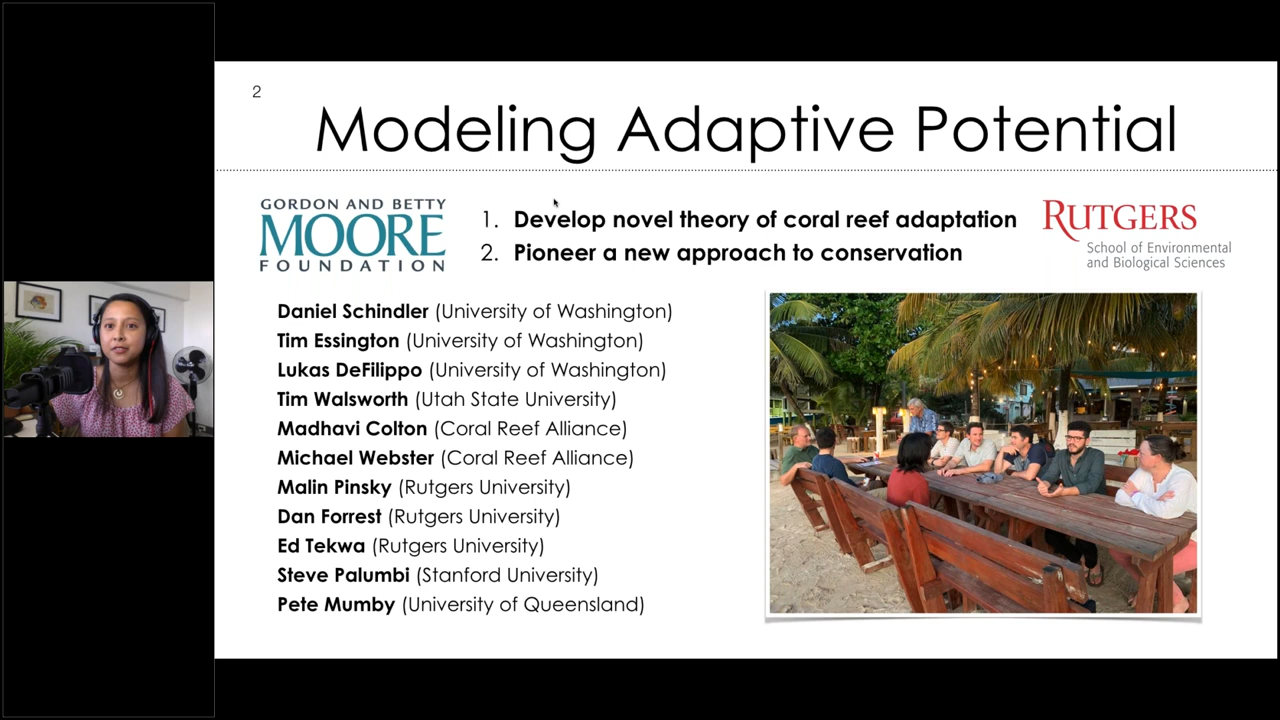 2
Modeling Adaptive Potential
GORDON AND BETTY
MOORE
FOUNDATION
1. Develop novel theory of coral reef adaptation
2. Pioneer a new approach to conservation
RUTGERS
School of Environmental
and Biological Sciences
Daniel Schindler (University of Washington)
Tim Essington (University of Washington)
Lukas DeFilippo (University of Washington)
Tim Walsworth (Utah State University)
Madhavi Colton (Coral Reef Alliance)
Michael Webster (Coral Reef Alliance)
Malin Pinsky (Rutgers University)
Dan Forrest (Rutgers University)
Ed Tekwa (Rutgers University)
Steve Palumbi (Stanford University)
Pete Mumby (University of Queensland)